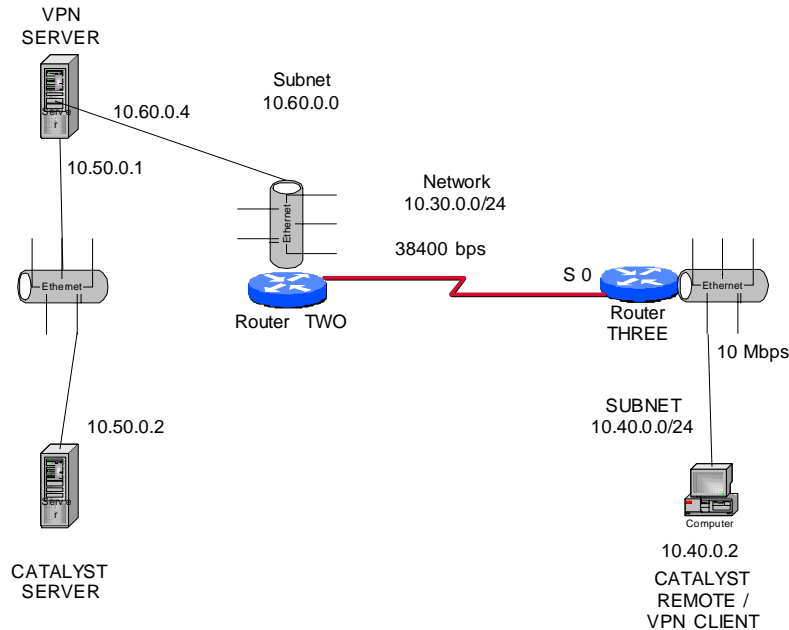 VPN
SERVER
Serve
r
10.60.0.4
Subnet
10.60.0.0
10.50.0.1
Ethernet
Network
10.30.0.0/24
38400 bps
S 0
Ethernet
Ethernet
Router TWO
Router
THREE
10 Mbps
SUBNET
10.40.0.0/24
10.50.0.2
Serve
r
Computer
10.40.0.2
CATALYST
SERVER
CATALYST
REMOTE /
VPN CLIENT